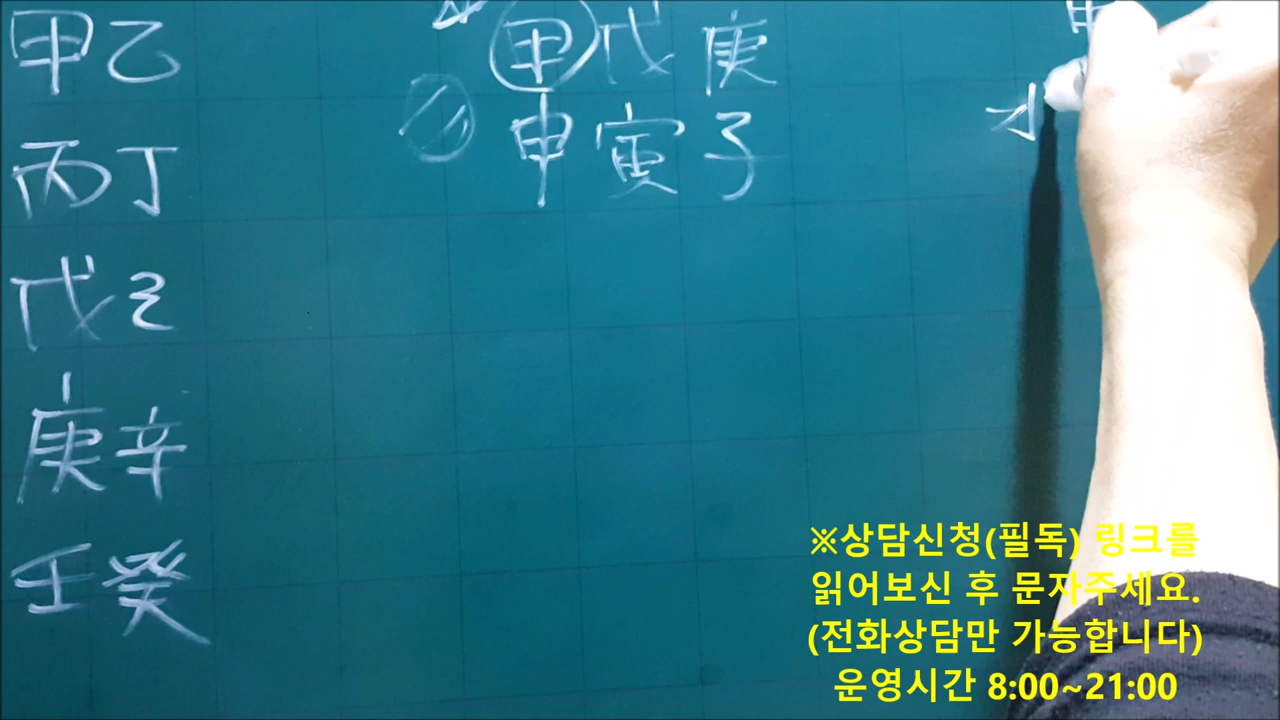 甲乙
丙丁
戊己
庚辛
壬癸
甲戊庚
申寅子
※상담신청(필독) 링크를
읽어보신 후 문자주세요.
(전화상담만 가능합니다)
운영시간 8:00~21:00